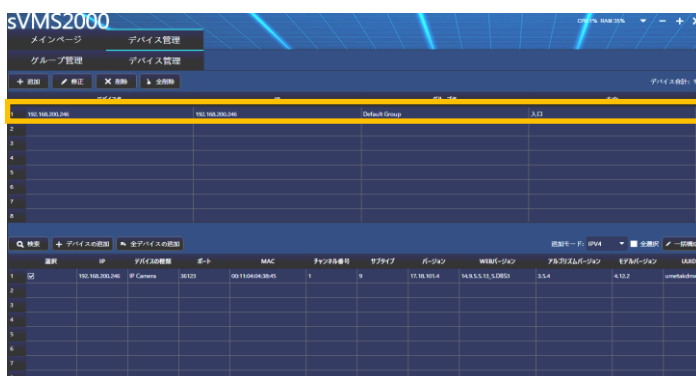 sVMS2000
CPU:1% RAM:35%
メインページ デバイス管理
グループ管理 デバイス管理
+ 追加 修正 × 削除 全削除 デバイス合計:
1 192.168.200.246 192.168.200.246 Default Group 入口
2
3
4
5
6
7
8
検索 + デバイスの追加 全デバイスの追加 追加モード: IPV4 全選択
選択 IP デバイスの種類 ポート MAC チャンネル番号 サブタイプ バージョン WEBバージョン アルゴリズムバージョン モデルバージョン UUID
1 192.168.200.246 IP Camera 36123 00:11:04:04:38:45 1 9 17.18.101.4 3.5.4 4.12.2
2
3
4
5
6
7